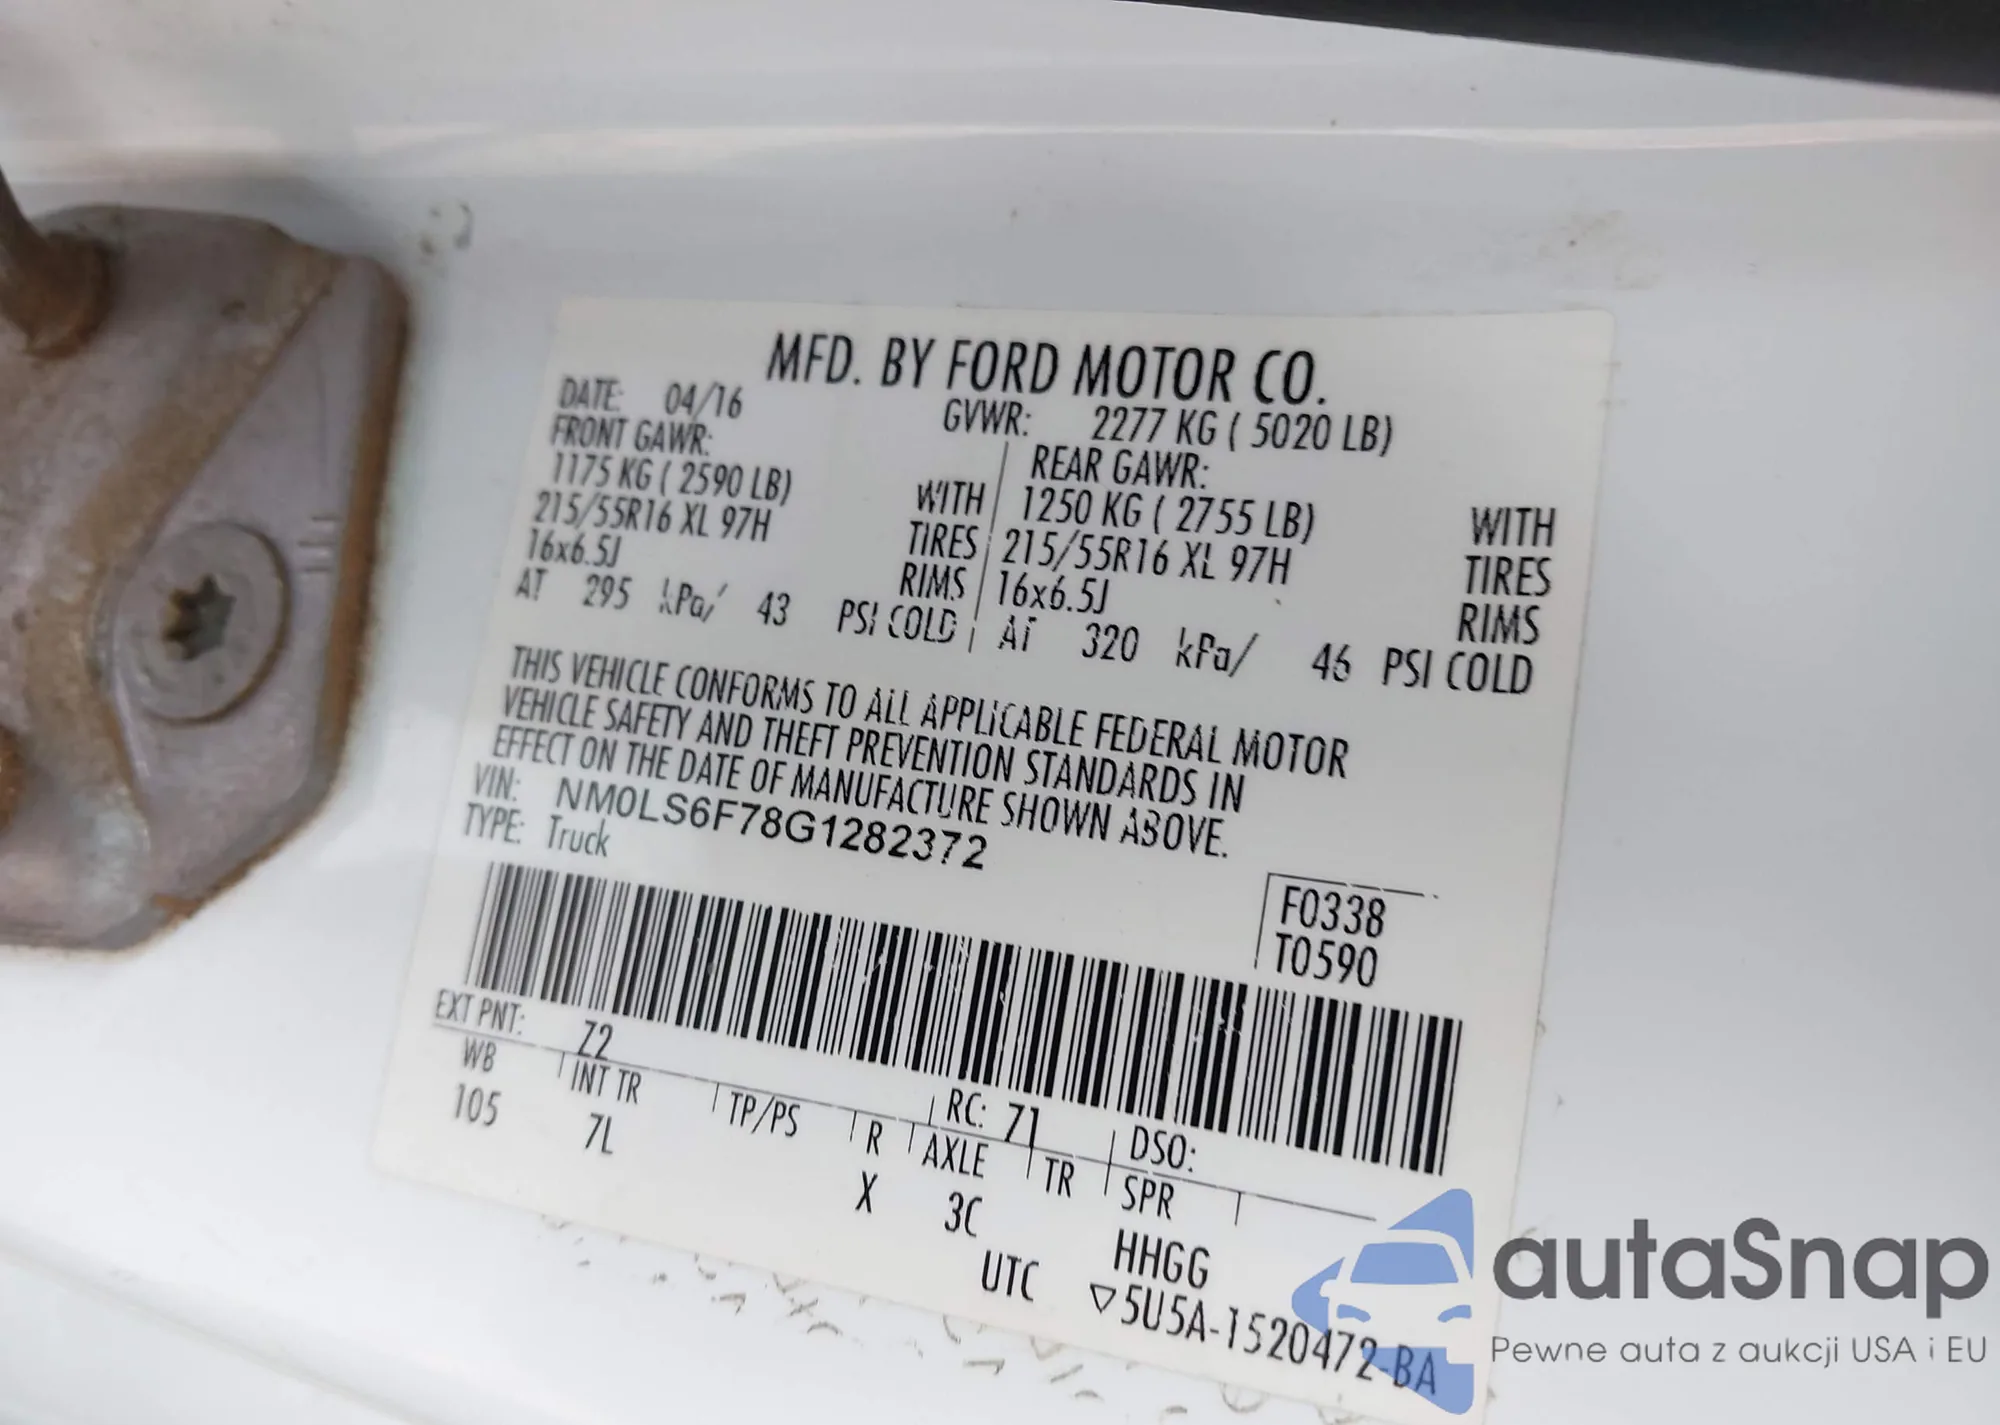 MFD. BY FORD MOTOR CO.
DATE: 04/16 GVWR: 2277 KG ( 5020 LB)
FRONT GAWR: REAR GAWR:
1175 KG ( 2590 LB) WITH 1250 KG ( 2755 LB) WITH
215/55R16 XL 97H TIRES 215/55R16 XL 97H TIRES
16x6.5J RIMS 16x6.5J RIMS
AT 295 kPa/ 43 PSI COLD AT 320 kPa/ 46 PSI COLD
THIS VEHICLE CONFORMS TO ALL APPLICABLE FEDERAL MOTOR
VEHICLE SAFETY AND THEFT PREVENTION STANDARDS IN
EFFECT ON THE DATE OF MANUFACTURE SHOWN ABOVE.
VIN: NM0LS6F78G1282372
TYPE: Truck
F0338
T0590
EXT PNT: Z2 RC: 71 DSO:
WB INT TR TP/PS R AXLE TR SPR
105 7L X 3C HHGG
UTC ▽5U5A-1520472-BA
autaSnap
Pewne auta z aukcji USA i EU